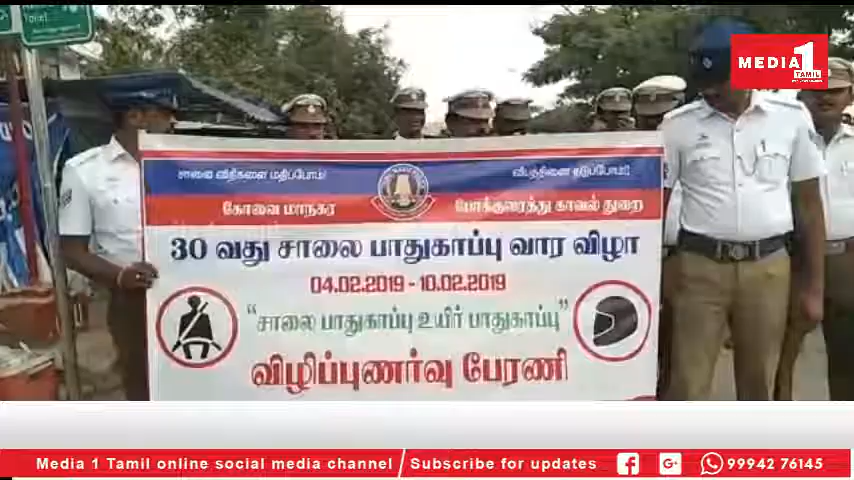 Toilet
MEDIA 1
TAMIL
சாலை விதிகளை மதிப்போம்! விபத்தினை தடுப்போம்!!
கோவை மாநகர போக்குவரத்து காவல் துறை
30 வது சாலை பாதுகாப்பு வார விழா
04.02.2019 - 10.02.2019
“சாலை பாதுகாப்பு உயிர் பாதுகாப்பு”
விழிப்புணர்வு பேரணி
Media 1 Tamil online social media channel / Subscribe for updates f G+ 99942 76145